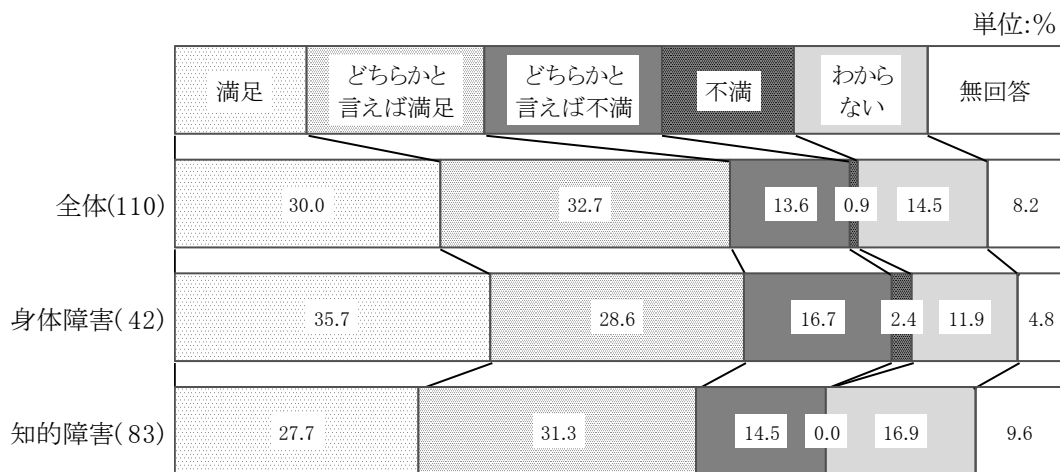 単位:％
満足
どちらかと
言えば満足
どちらかと
言えば不満
不満
わから
ない
無回答
全体(110)
30.0
32.7
13.6
0.9
14.5
8.2
身体障害( 42)
35.7
28.6
16.7
2.4
11.9
4.8
知的障害( 83)
27.7
31.3
14.5
0.0
16.9
9.6